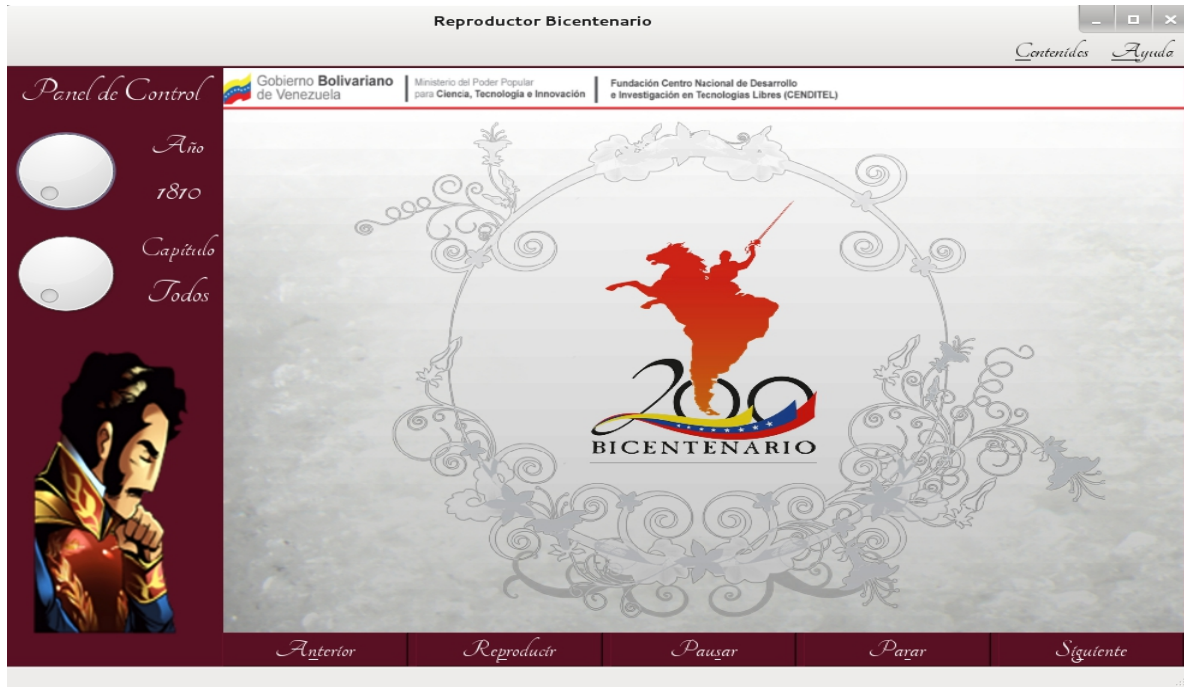 Reproductor Bicentenario
Contenidos Ayuda
Panel de Control
Gobierno Bolivariano
de Venezuela
Ministerio del Poder Popular
para Ciencia, Tecnología e Innovación
Fundación Centro Nacional de Desarrollo
e Investigación en Tecnologías Libres (CENDITEL)
Año
1810
Capítulo
Todos
200
BICENTENARIO
Anterior Reproducir Pausar Parar Siguiente